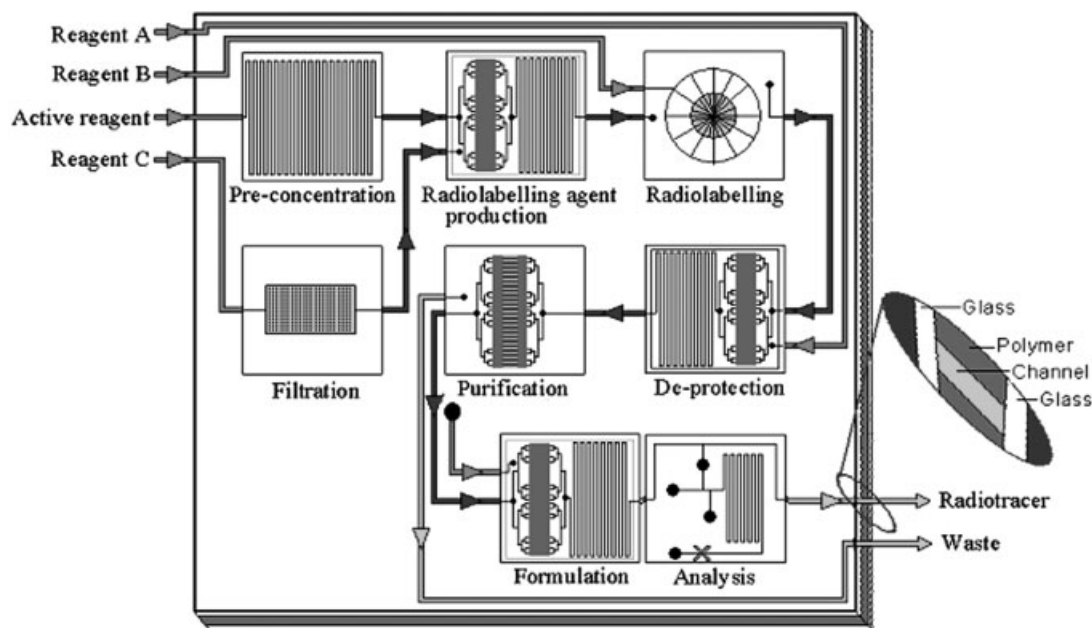 Reagent A
Reagent B
Active reagent
Reagent C
Pre-concentration
Radiolabelling agent
production
Radiolabelling
Filtration
Purification
De-protection
Glass
Polymer
Channel
Glass
Formulation
Analysis
Radiotracer
Waste